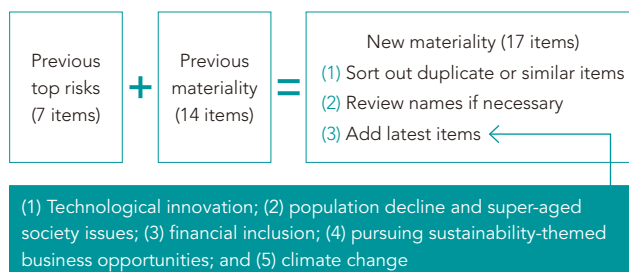 Previous
top risks
(7 items)
+
Previous
materiality
(14 items)
=
New materiality (17 items)
(1) Sort out duplicate or similar items
(2) Review names if necessary
(3) Add latest items
(1) Technological innovation; (2) population decline and super-aged
society issues; (3) financial inclusion; (4) pursuing sustainability-themed
business opportunities; and (5) climate change